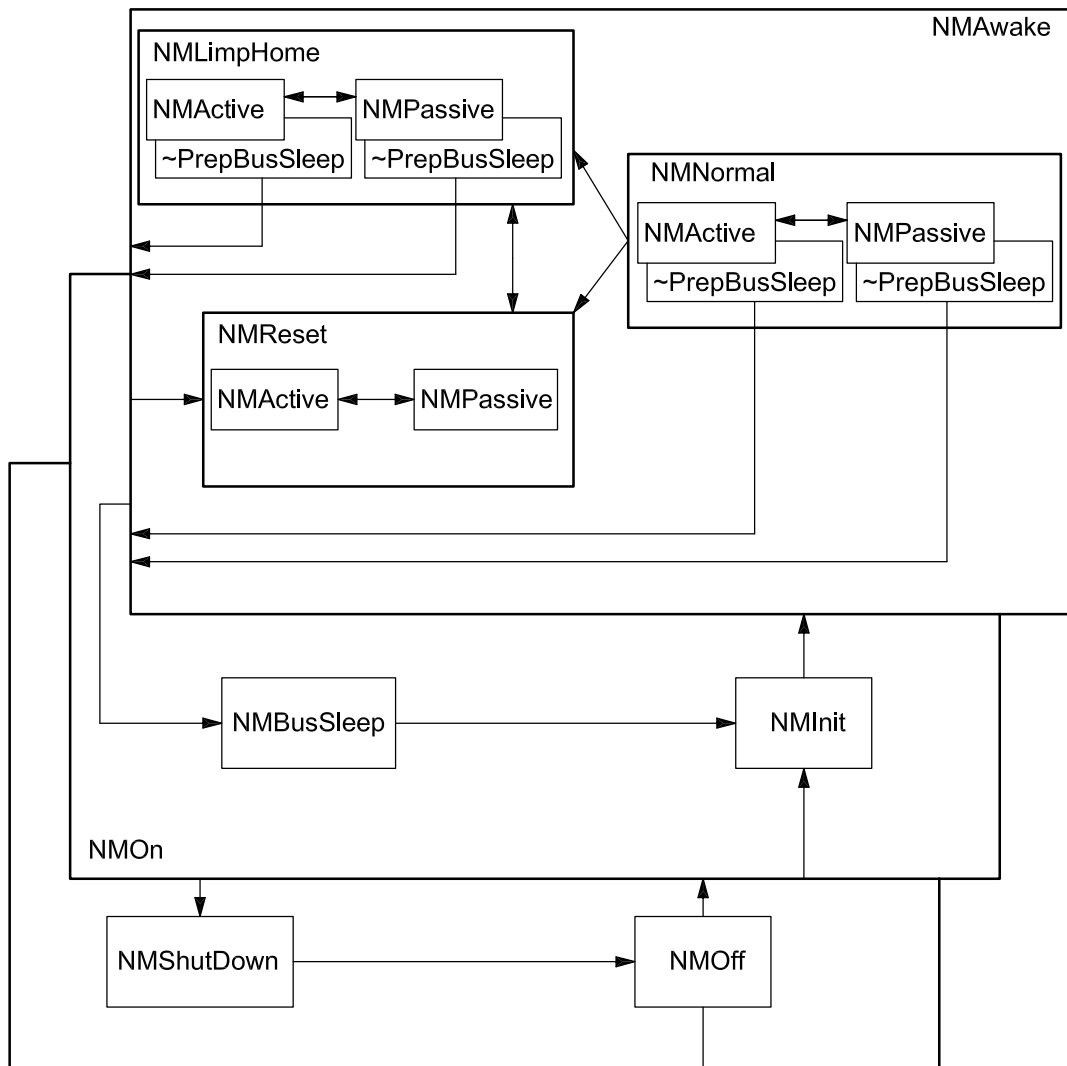 NMAwake
NMLimpHome
NMActive
NMPassive
~PrepBusSleep
~PrepBusSleep
NMNormal
NMActive
NMPassive
~PrepBusSleep
~PrepBusSleep
NMReset
NMActive
NMPassive
NMBusSleep
NMInit
NMOn
NMShutDown
NMOff